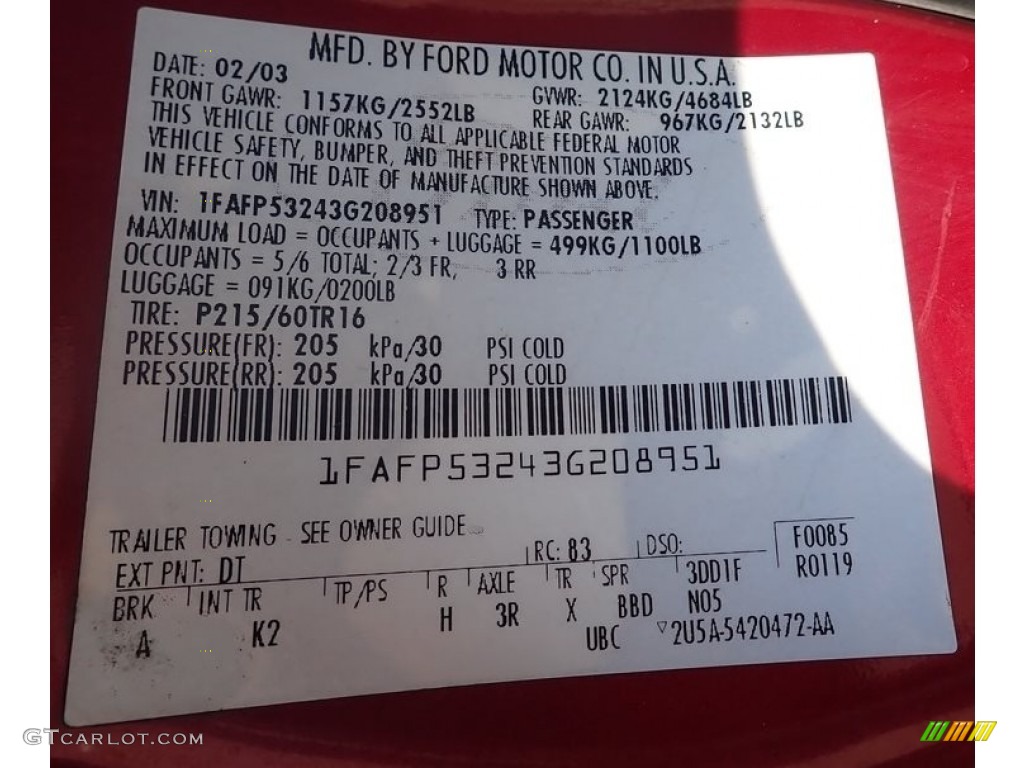 MFD. BY FORD MOTOR CO. IN U.S.A.
DATE: 02/03 GVWR: 2124KG/4684LB
FRONT GAWR: 1157KG/2552LB REAR GAWR: 967KG/2132LB
THIS VEHICLE CONFORMS TO ALL APPLICABLE FEDERAL MOTOR
VEHICLE SAFETY, BUMPER, AND THEFT PREVENTION STANDARDS
IN EFFECT ON THE DATE OF MANUFACTURE SHOWN ABOVE.
VIN: 1FAFP53243G208951 TYPE: PASSENGER
MAXIMUM LOAD = OCCUPANTS + LUGGAGE = 499KG/1100LB
OCCUPANTS = 5/6 TOTAL; 2/3 FR, 3 RR
LUGGAGE = 091KG/0200LB
TIRE: P215/60TR16
PRESSURE(FR): 205 kPa/30 PSI COLD
PRESSURE(RR): 205 kPa/30 PSI COLD
1FAFP53243G208951
TRAILER TOWING - SEE OWNER GUIDE
EXT PNT: DT RC: 83 DSO: F0085
BRK INT TR TP/PS R AXLE TR SPR 3DD1F R0119
A K2 H 3R X BBD N05
UBC ▽2U5A-5420472-AA
GTCARLOT.COM